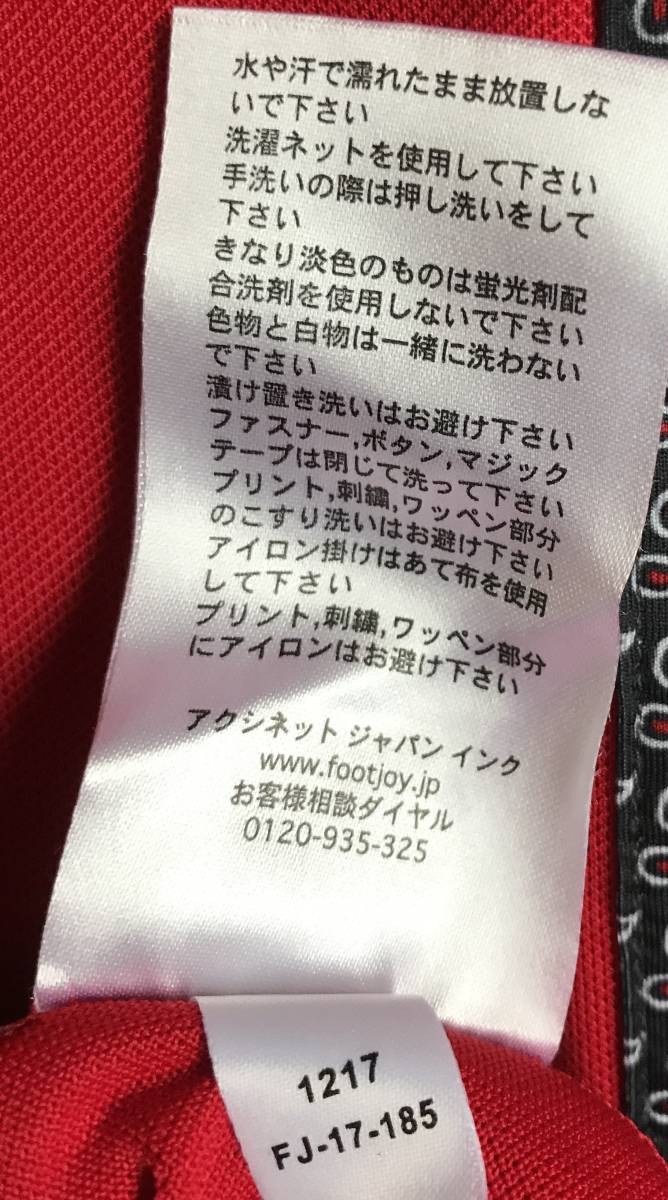 水や汗で濡れたまま放置しな
いで下さい
洗濯ネットを使用して下さい
手洗いの際は押し洗いをして
下さい
きなり淡色のものは蛍光剤配
合洗剤を使用しないで下さい
色物と白物は一緒に洗わない
で下さい
漬け置き洗いはお避け下さい
ファスナー,ボタン,マジック
テープは閉じて洗って下さい
プリント,刺繍,ワッペン部分
のこすり洗いはお避け下さい
アイロン掛けはあて布を使用
して下さい
プリント,刺繍,ワッペン部分
にアイロンはお避け下さい
アクシネット ジャパン インク
www.footjoy.jp
お客様相談ダイヤル
0120-935-325
1217
FJ-17-185